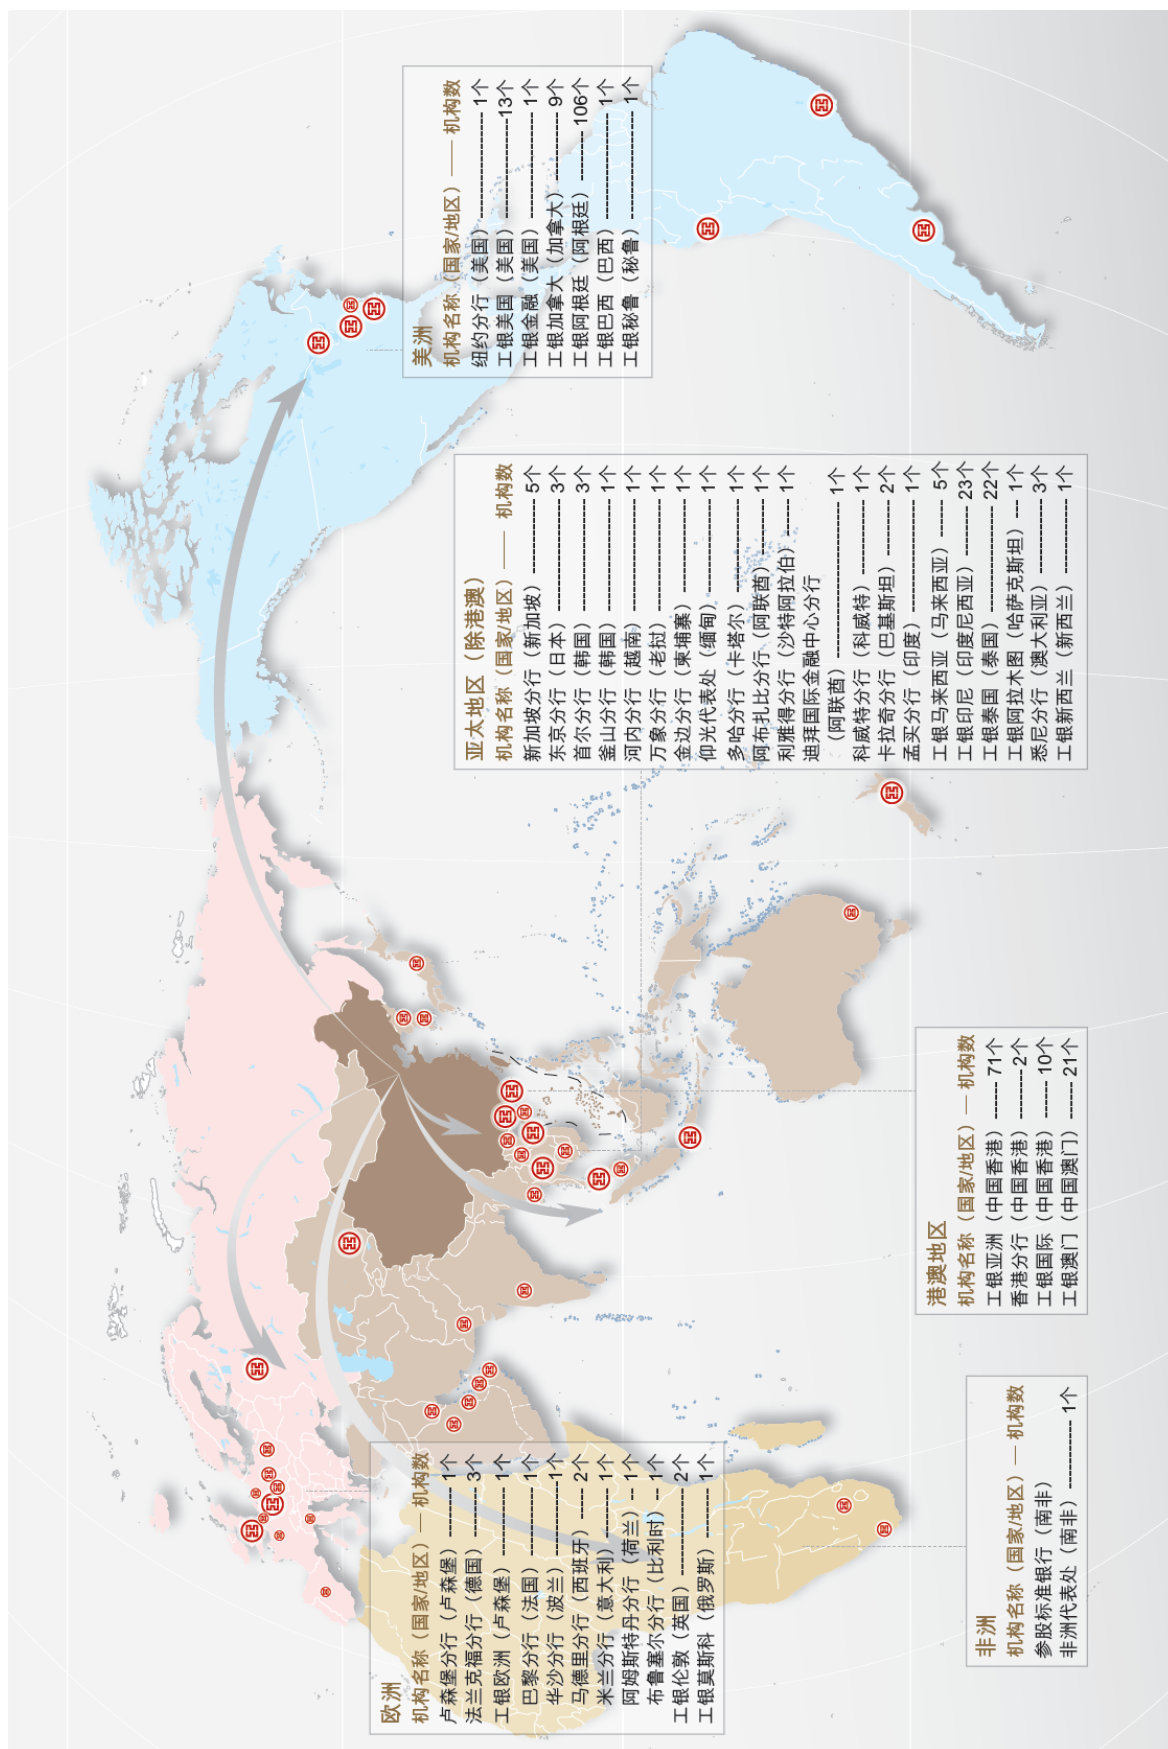 欧洲
机构名称（国家/地区）— 机构数
卢森堡分行（卢森堡）--------1个
法兰克福分行（德国）--------3个
工银欧洲（卢森堡）----------1个
巴黎分行（法国）------------1个
华沙分行（波兰）------------1个
马德里分行（西班牙）-----2个
米兰分行（意大利）--------1个
阿姆斯特丹分行（荷兰）--1个
布鲁塞尔分行（比利时）--1个
工银伦敦（英国）-----------2个
工银莫斯科（俄罗斯）-----1个
非洲
机构名称（国家/地区）— 机构数
参股标准银行（南非）
非洲代表处（南非）-----------1个
港澳地区
机构名称（国家/地区）— 机构数
工银亚洲（中国香港）------71个
香港分行（中国香港）--------2个
工银国际（中国香港）------10个
工银澳门（中国澳门）------21个
亚太地区（除港澳）
机构名称（国家/地区）—— 机构数
新加坡分行（新加坡）------------5个
东京分行（日本）-----------------3个
首尔分行（韩国）-----------------3个
釜山分行（韩国）-----------------1个
河内分行（越南）-----------------1个
万象分行（老挝）-----------------1个
金边分行（柬埔寨）--------------1个
仰光代表处（缅甸）--------------1个
多哈分行（卡塔尔）--------------1个
阿布扎比分行（阿联酋）---------1个
利雅得分行（沙特阿拉伯）------1个
迪拜国际金融中心分行
（阿联酋）-------------------------1个
科威特分行（科威特）------------1个
卡拉奇分行（巴基斯坦）---------2个
孟买分行（印度）-----------------1个
工银马来西亚（马来西亚）-----5个
工银印尼（印度尼西亚）-------23个
工银泰国（泰国）---------------22个
工银阿拉木图（哈萨克斯坦）---1个
悉尼分行（澳大利亚）------------3个
工银新西兰（新西兰）------------1个
美洲
机构名称（国家/地区）—— 机构数
纽约分行（美国）---------------1个
工银美国（美国）-------------13个
工银金融（美国）---------------1个
工银加拿大（加拿大）---------9个
工银阿根廷（阿根廷）------106个
工银巴西（巴西）---------------1个
工银秘鲁（秘鲁）---------------1个